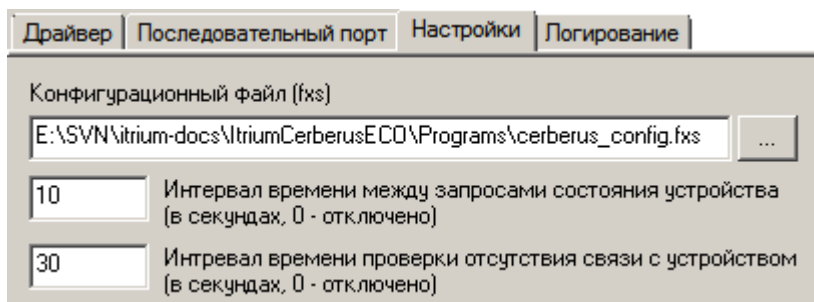 Драйвер Последовательный порт Настройки Логирование
Конфигурационный файл (fxs)
E:\SVN\itrium-docs\ItriumCerberusECO\Programs\cerberus_config.fxs ...
10 Интервал времени между запросами состояния устройства
(в секундах, 0 - отключено)
30 Интревал времени проверки отсутствия связи с устройством
(в секундах, 0 - отключено)